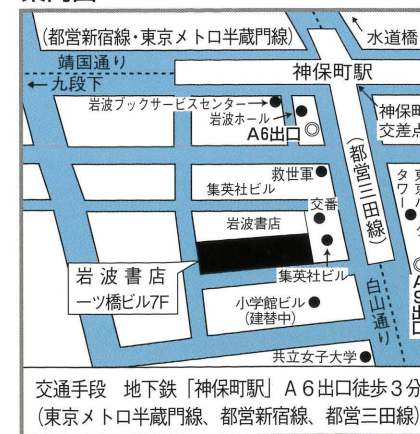 (都営新宿線・東京メトロ半蔵門線)
水道橋
靖国通り
←九段下
神保町駅
岩波ブックサービスセンター
岩波ホール
A6出口
神保町
交差点
(都営三田線)
救世軍
集英社ビル
交番
岩波書店
岩波書店
一ツ橋ビル7F
集英社ビル
小学館ビル
(建替中)
白山通り
A9出口
共立女子大学
交通手段 地下鉄「神保町駅」A6出口徒歩3分
(東京メトロ半蔵門線、都営新宿線、都営三田線)